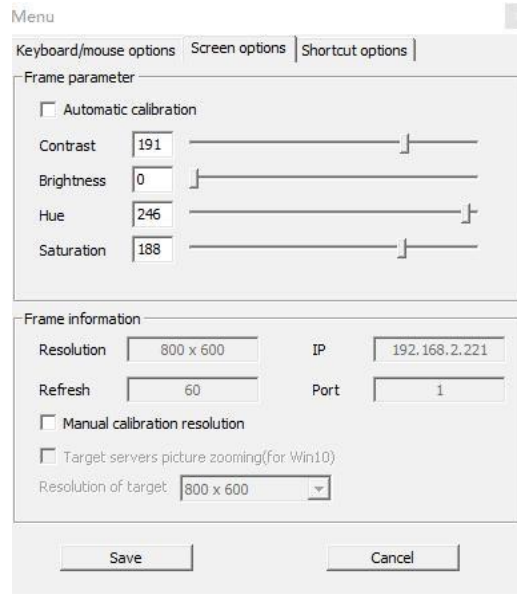 Menu
Keyboard/mouse options Screen options Shortcut options
Frame parameter
Automatic calibration
Contrast 191
Brightness 0
Hue 246
Saturation 188
Frame information
Resolution 800 x 600 IP 192.168.2.221
Refresh 60 Port 1
Manual calibration resolution
Target servers picture zooming(for Win10)
Resolution of target 800 x 600
Save Cancel